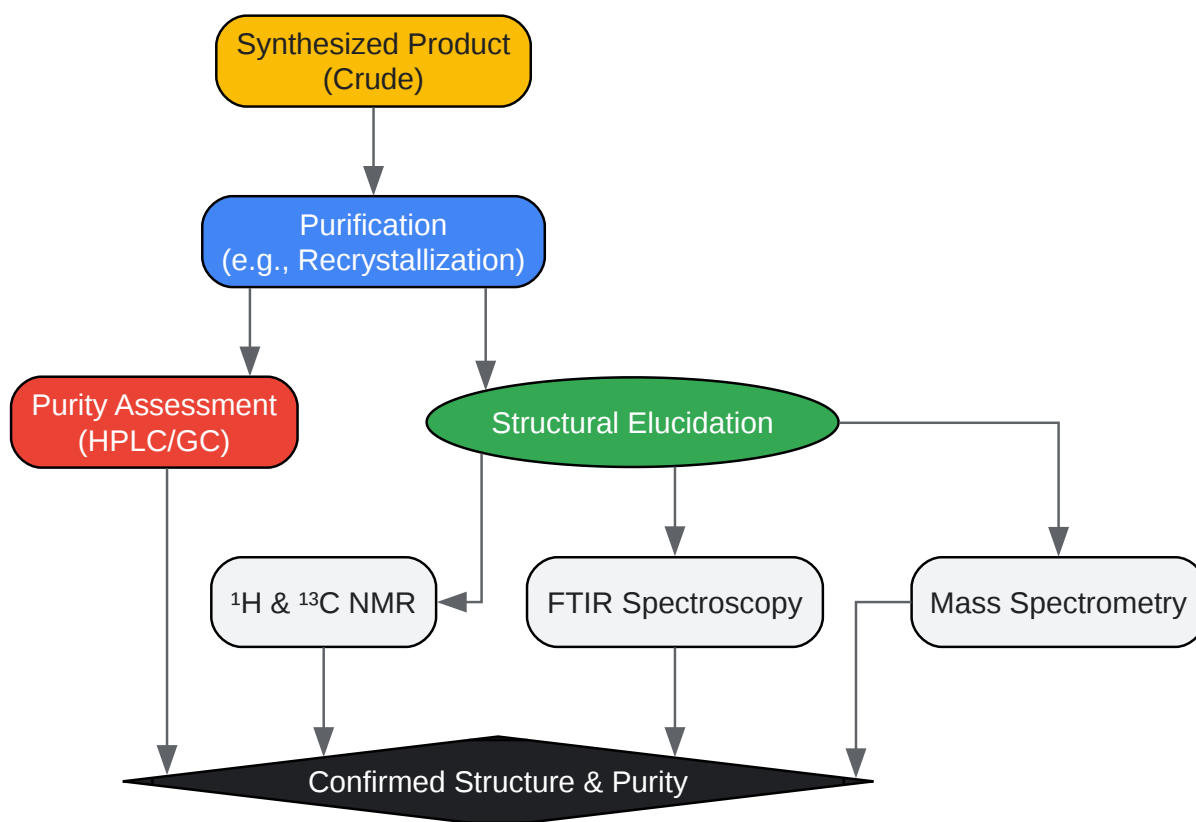 Synthesized Product
(Crude)
Purification
(e.g., Recrystallization)
Purity Assessment
(HPLC/GC)
Structural Elucidation
¹H & ¹³C NMR
FTIR Spectroscopy
Mass Spectrometry
Confirmed Structure & Purity